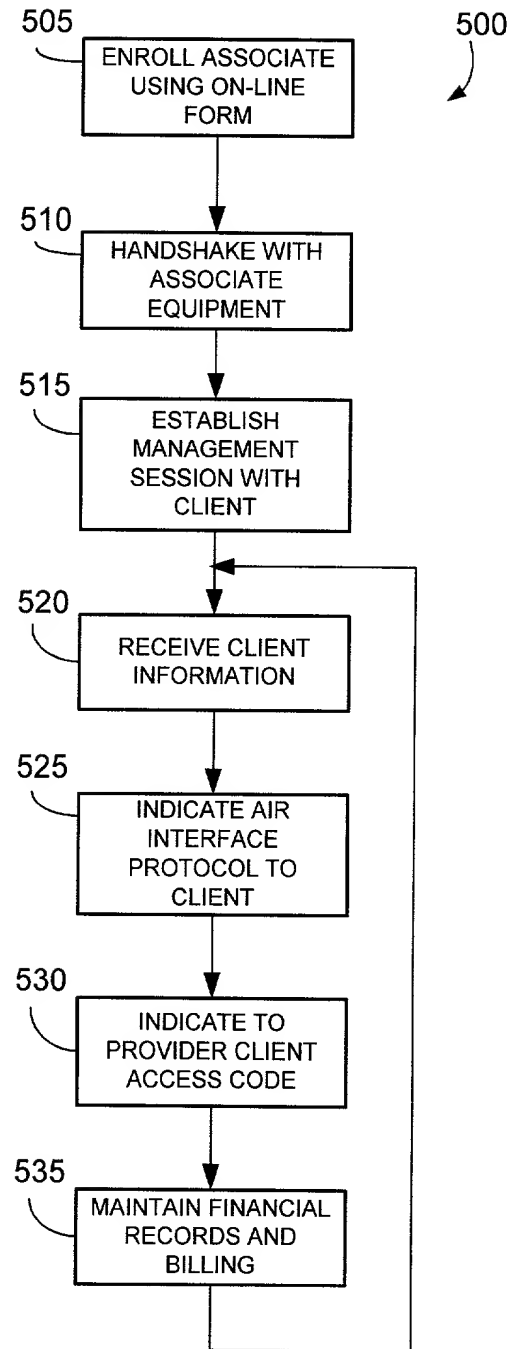 505
500
ENROLL ASSOCIATE
USING ON-LINE
FORM
510
HANDSHAKE WITH
ASSOCIATE
EQUIPMENT
515
ESTABLISH
MANAGEMENT
SESSION WITH
CLIENT
520
RECEIVE CLIENT
INFORMATION
525
INDICATE AIR
INTERFACE
PROTOCOL TO
CLIENT
530
INDICATE TO
PROVIDER CLIENT
ACCESS CODE
535
MAINTAIN FINANCIAL
RECORDS AND
BILLING